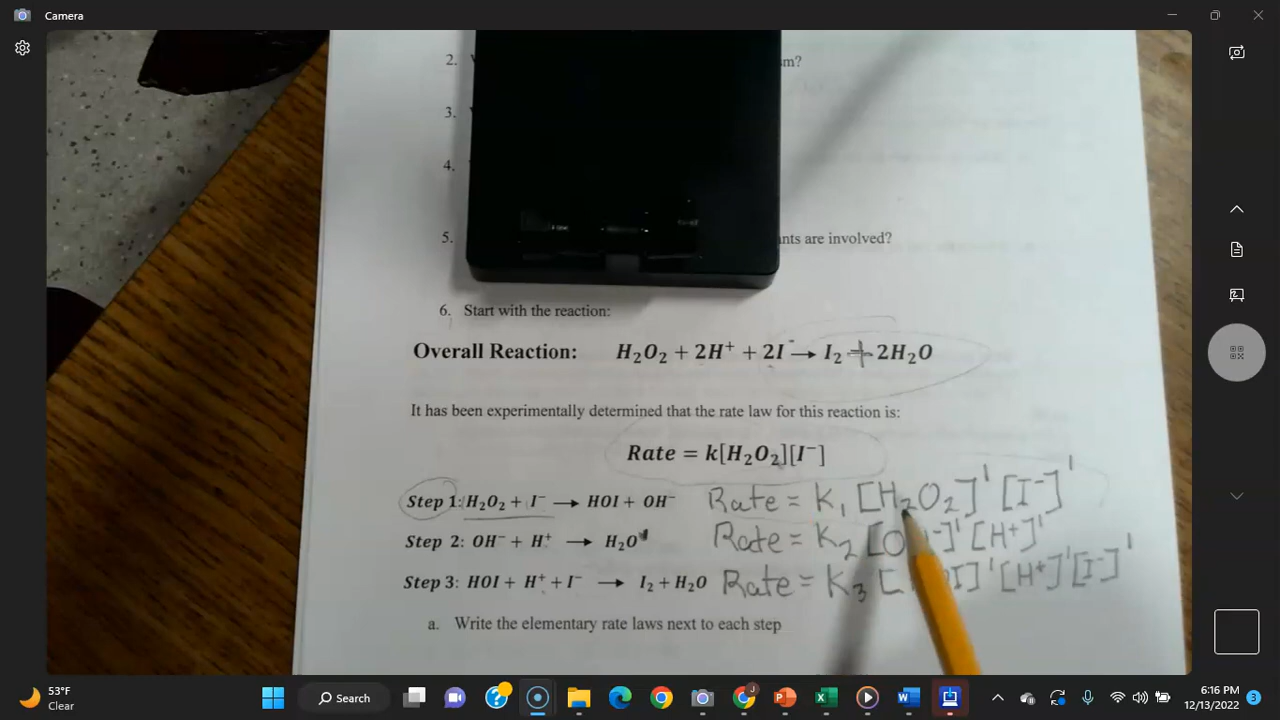 Camera
2.
m?
3.
4.
5.
nts are involved?
6. Start with the reaction:
Overall Reaction: H₂O₂ + 2H⁺ + 2I⁻ → I₂ + 2H₂O
It has been experimentally determined that the rate law for this reaction is:
Rate = k[H₂O₂][I⁻]
Step 1: H₂O₂ + I⁻ → HOI + OH⁻ Rate = K₁ [H₂O₂]¹ [I⁻]¹
Step 2: OH⁻ + H⁺ → H₂O Rate = K₂ [O ⁻]¹ [H⁺]¹
Step 3: HOI + H⁺ + I⁻ → I₂ + H₂O Rate = K₃ [ I]¹ [H⁺]¹ [I⁻]¹
a. Write the elementary rate laws next to each step
53°F
Clear
Search
6:16 PM
12/13/2022
3